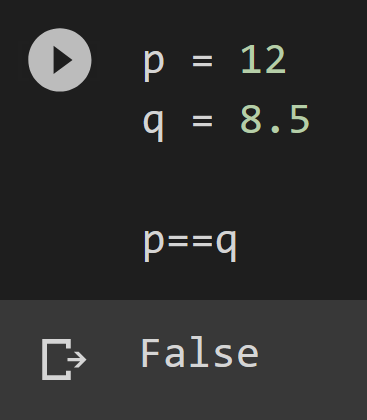 p = 12
q = 8.5
p==q
False